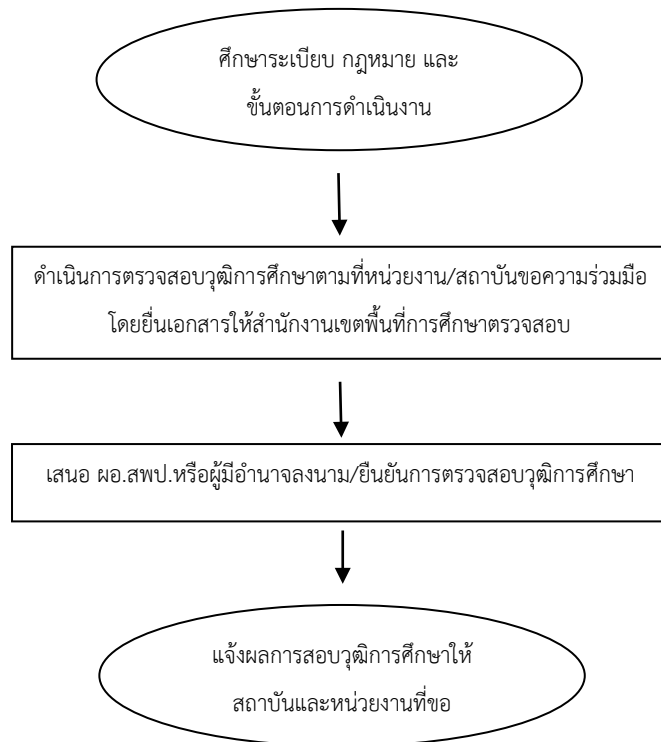 ศึกษาระเบียบ กฎหมาย และ
ขั้นตอนการดำเนินงาน
ดำเนินการตรวจสอบวุฒิการศึกษาตามที่หน่วยงาน/สถาบันขอความร่วมมือ
โดยยื่นเอกสารให้สำนักงานเขตพื้นที่การศึกษาตรวจสอบ
เสนอ ผอ.สพป.หรือผู้มีอำนาจลงนาม/ยืนยันการตรวจสอบวุฒิการศึกษา
แจ้งผลการสอบวุฒิการศึกษาให้
สถาบันและหน่วยงานที่ขอ